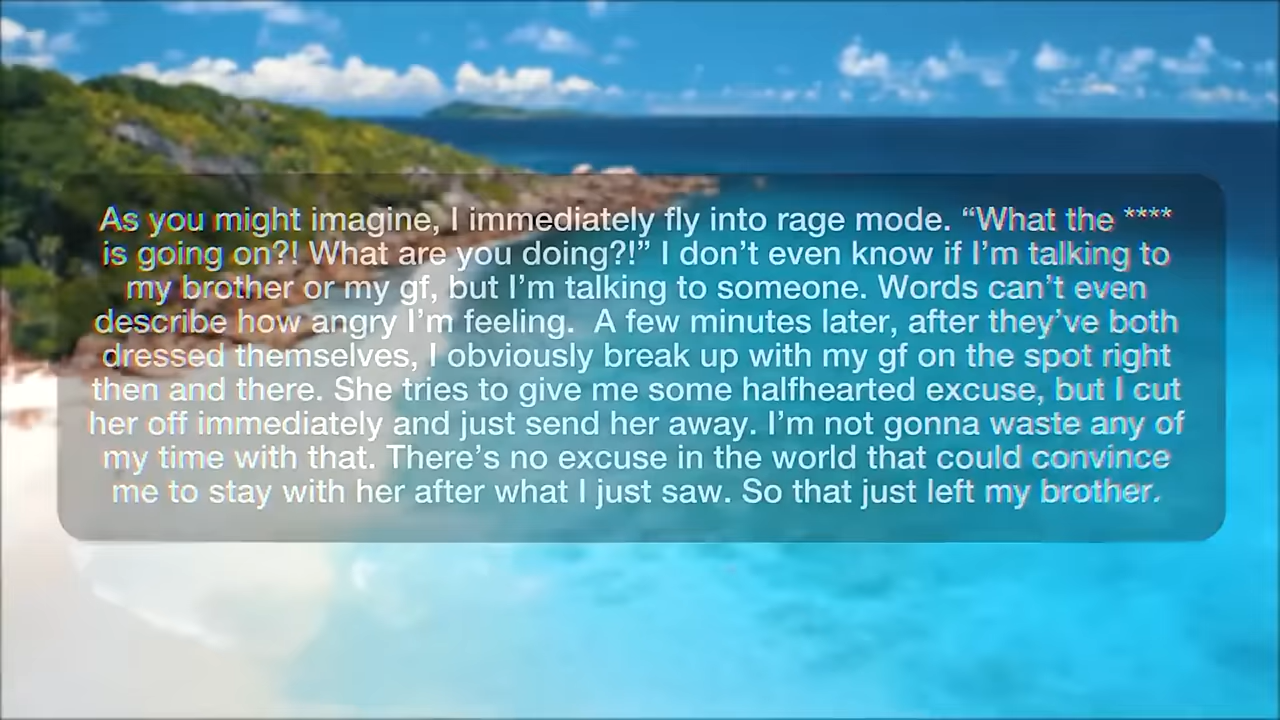 As you might imagine, I immediately fly into rage mode. “What the ****
is going on?! What are you doing?!” I don’t even know if I’m talking to
my brother or my gf, but I’m talking to someone. Words can’t even
describe how angry I’m feeling.  A few minutes later, after they’ve both
dressed themselves, I obviously break up with my gf on the spot right
then and there. She tries to give me some halfhearted excuse, but I cut
her off immediately and just send her away. I’m not gonna waste any of
my time with that. There’s no excuse in the world that could convince
me to stay with her after what I just saw. So that just left my brother.